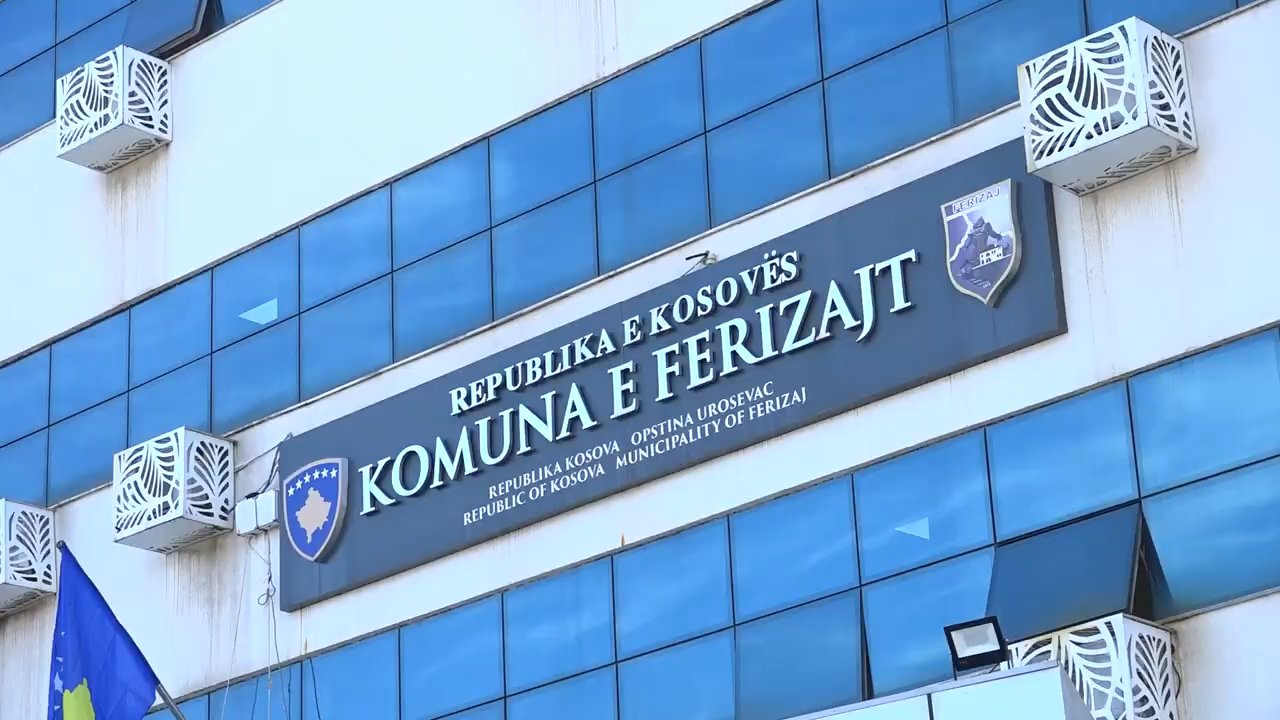 REPUBLIKA E KOSOVËS
KOMUNA E FERIZAJT
REPUBLIKA KOSOVA OPSTINA UROSEVAC
REPUBLIC OF KOSOVA MUNICIPALITY OF FERIZAJ
FERIZAJ